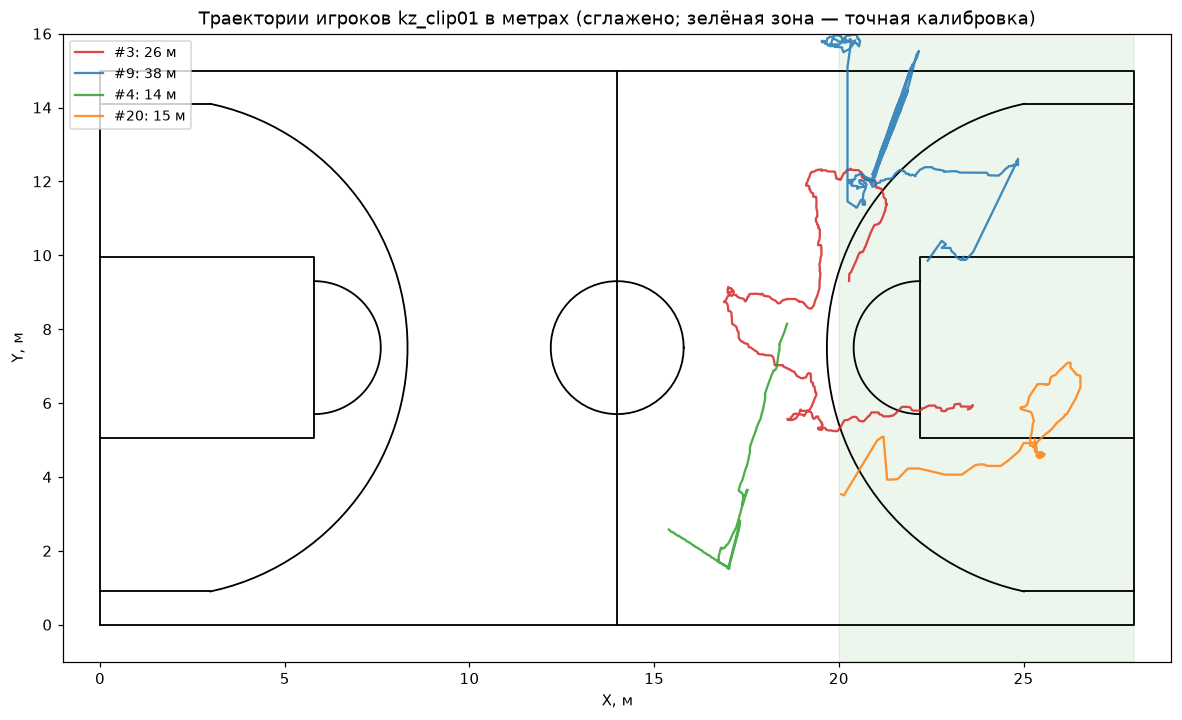 Траектории игроков kz_clip01 в метрах (сглажено; зелёная зона — точная калибровка)
#3: 26 м
#9: 38 м
#4: 14 м
#20: 15 м
16
14
12
10
8
6
4
2
0
Y, м
0 5 10 15 20 25
X, м